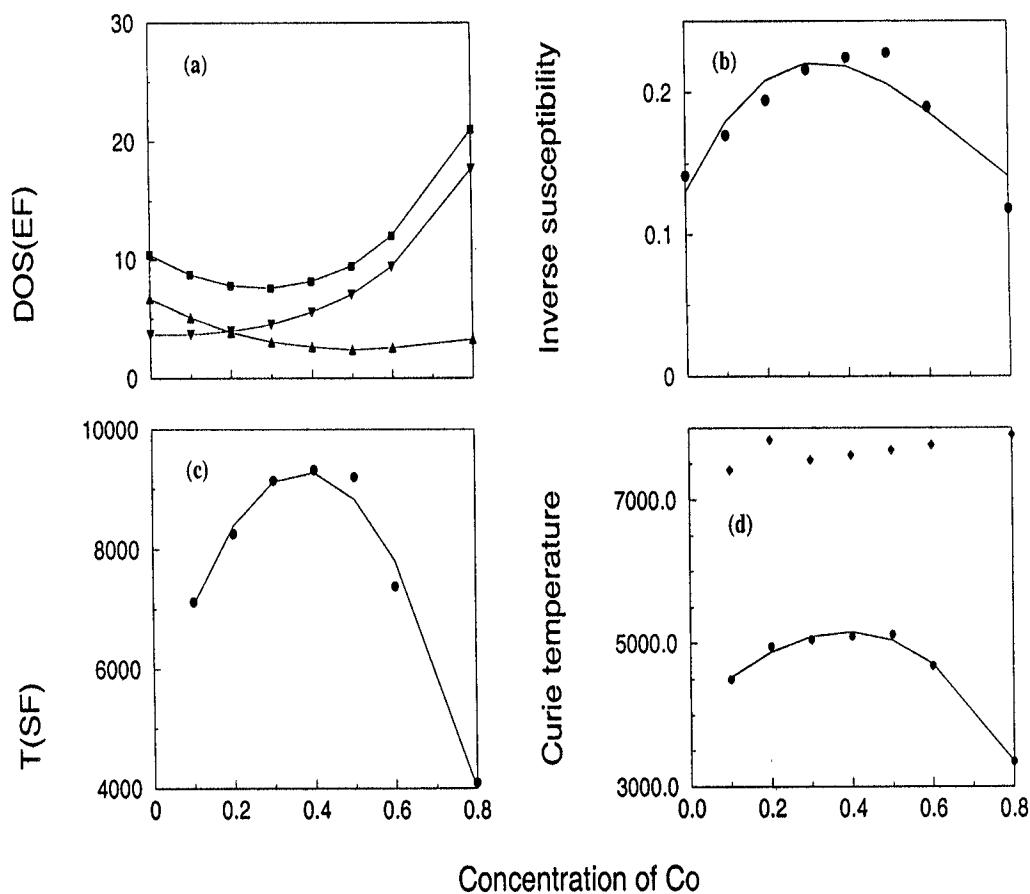 30
20
10
0
DOS(EF)
(a)
0.2
0.1
0
Inverse susceptibility
(b)
10000
8000
6000
4000
T(SF)
(c)
0
0.2
0.4
0.6
0.8
7000.0
5000.0
3000.0
Curie temperature
(d)
0.0
0.2
0.4
0.6
0.8
Concentration of Co